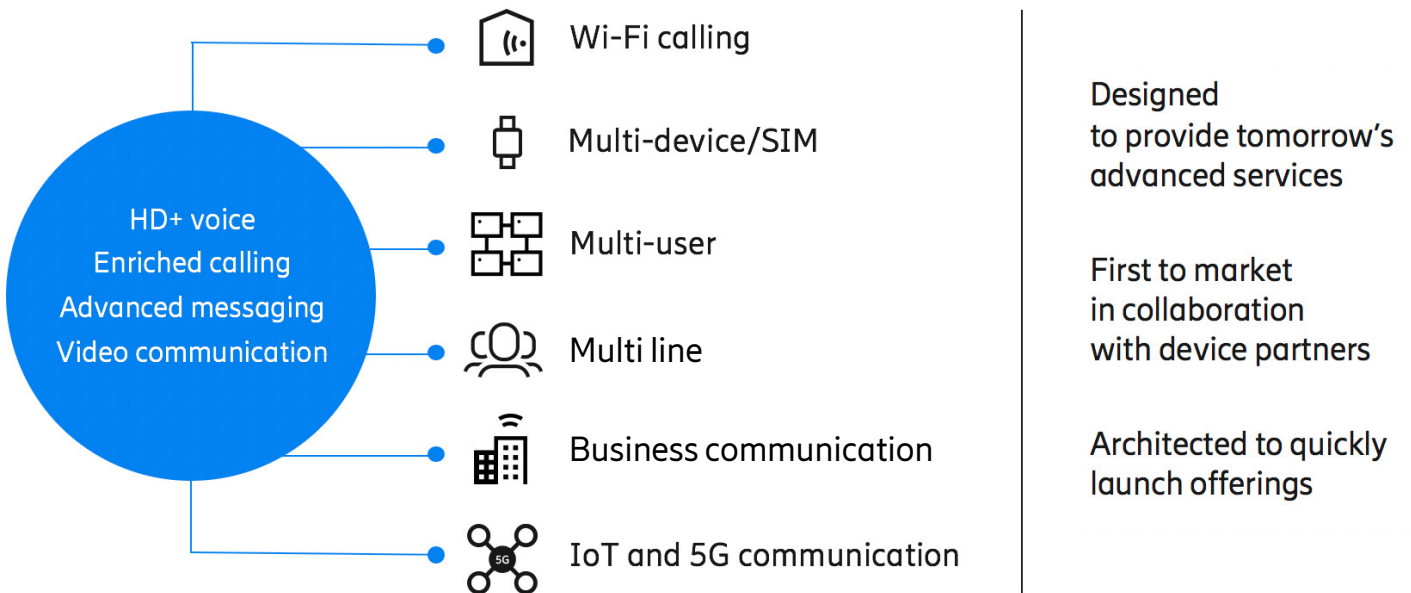 HD+ voice
Enriched calling
Advanced messaging
Video communication
Wi-Fi calling
Multi-device/SIM
Multi-user
Multi line
Business communication
5G
IoT and 5G communication
Designed
to provide tomorrow's
advanced services
First to market
in collaboration
with device partners
Architected to quickly
launch offerings